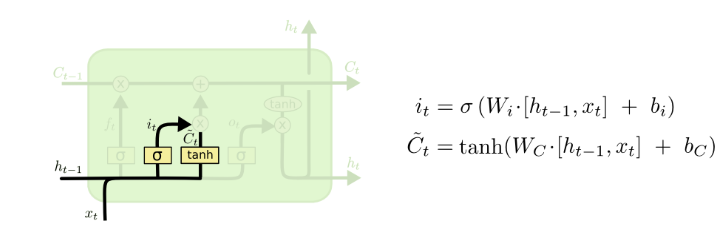 h_t
C_{t-1}
C_t
×
+
tanh
f_t
i_t
×
o_t
×
C̃_t
σ
σ
tanh
σ
h_{t-1}
h_t
x_t
i_t = σ (W_i·[h_{t-1}, x_t] + b_i)
C̃_t = tanh(W_C·[h_{t-1}, x_t] + b_C)